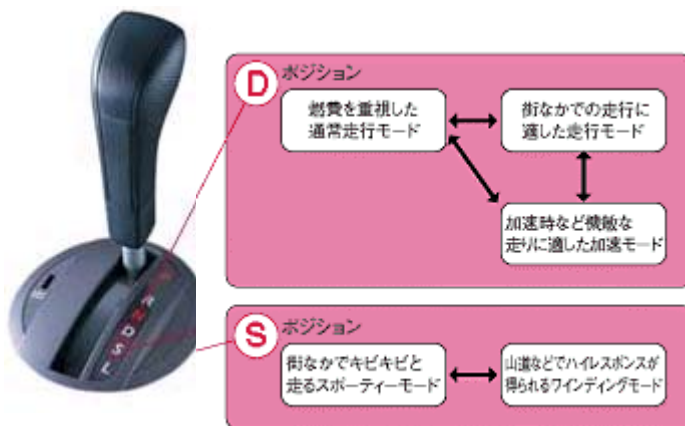 D ポジション
燃費を重視した
通常走行モード
街なかでの走行に
適した走行モード
加速時など機敏な
走りに適した加速モード
S ポジション
街なかでキビキビと
走るスポーティーモード
山道などでハイレスポンスが
得られるワインディングモード
R
N
D
S
L